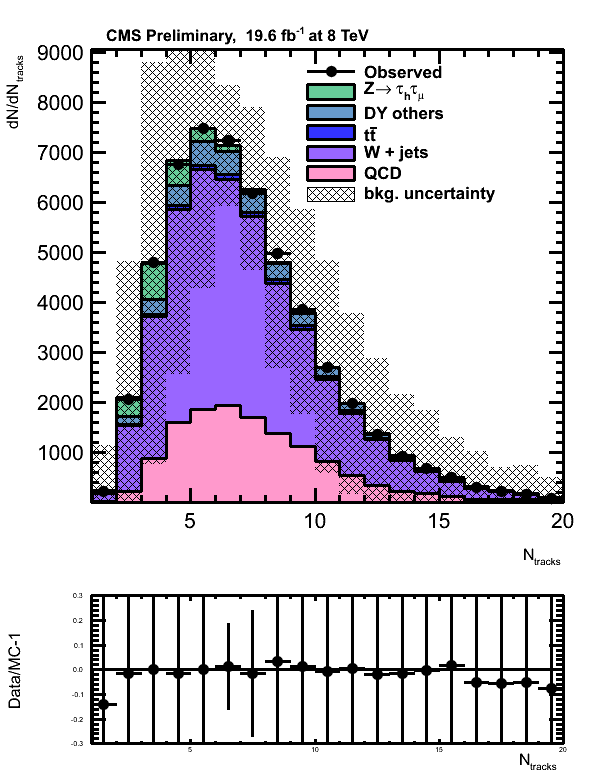 CMS Preliminary, 19.6 fb⁻¹ at 8 TeV
dN/dN_tracks
9000
8000
7000
6000
5000
4000
3000
2000
1000
Observed
Z→ τ_hτ_μ
DY others
tt̄
W + jets
QCD
bkg. uncertainty
5 10 15 20
N_tracks
Data/MC-1
0.3
0.2
0.1
0.0
-0.1
-0.2
-0.3
5 10 15 20
N_tracks